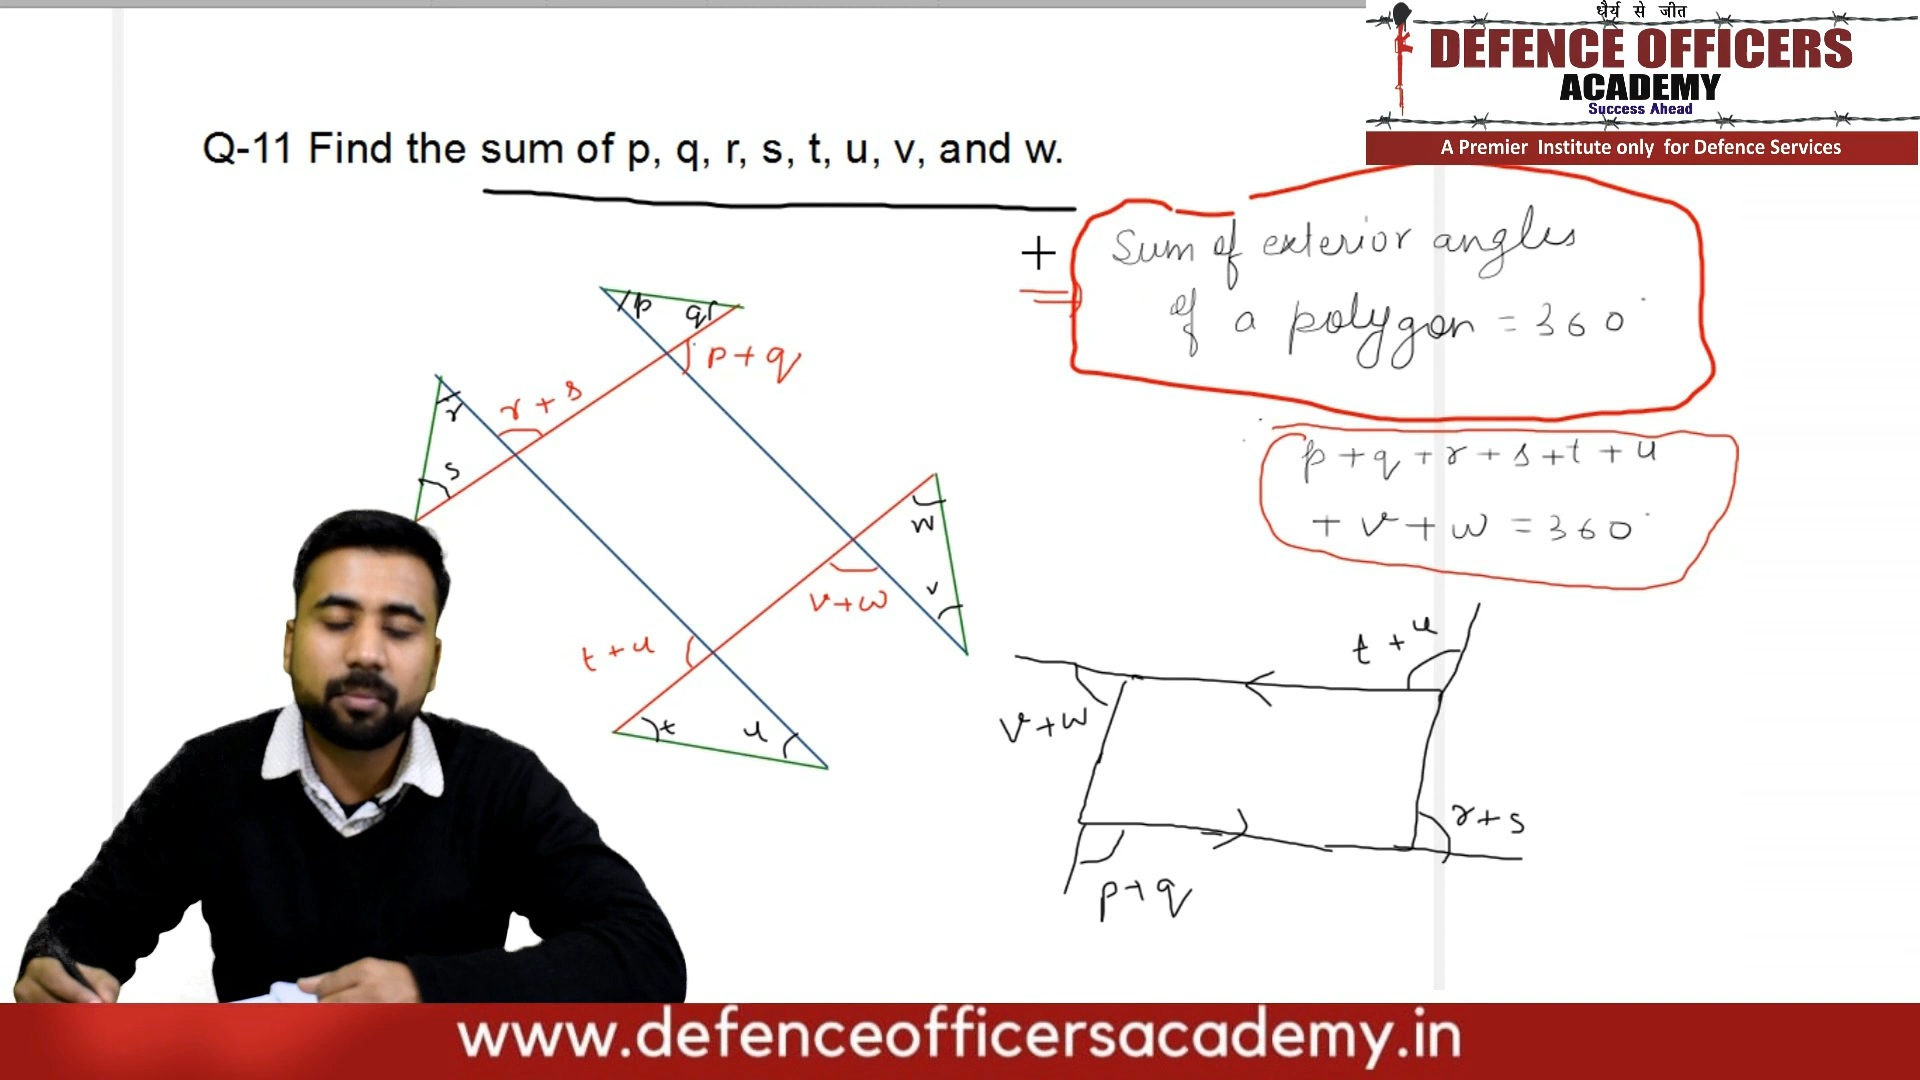 धैर्य से जीत
DEFENCE OFFICERS
ACADEMY
Success Ahead
A Premier Institute only for Defence Services
Q-11 Find the sum of p, q, r, s, t, u, v, and w.
+
Sum of exterior angles
of a polygon = 360°
p+q+r+s+t+u
+ v+w = 360°
p
q
p+q
r+s
r
s
w
v
v+w
t+u
t
u
t+u
v+w
r+s
p+q
www.defenceofficersacademy.in